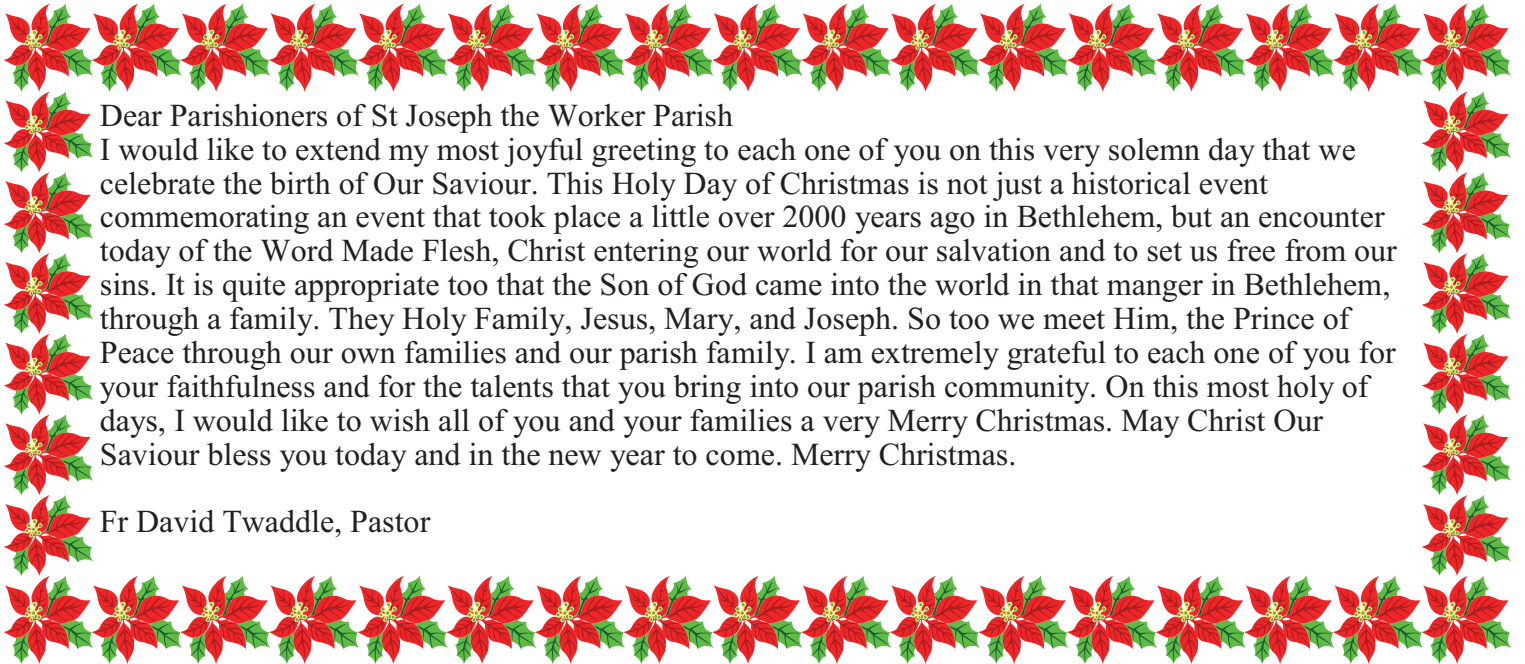 Dear Parishioners of St Joseph the Worker Parish
I would like to extend my most joyful greeting to each one of you on this very solemn day that we
celebrate the birth of Our Saviour. This Holy Day of Christmas is not just a historical event
commemorating an event that took place a little over 2000 years ago in Bethlehem, but an encounter
today of the Word Made Flesh, Christ entering our world for our salvation and to set us free from our
sins. It is quite appropriate too that the Son of God came into the world in that manger in Bethlehem,
through a family. They Holy Family, Jesus, Mary, and Joseph. So too we meet Him, the Prince of
Peace through our own families and our parish family. I am extremely grateful to each one of you for
your faithfulness and for the talents that you bring into our parish community. On this most holy of
days, I would like to wish all of you and your families a very Merry Christmas. May Christ Our
Saviour bless you today and in the new year to come. Merry Christmas.
Fr David Twaddle, Pastor